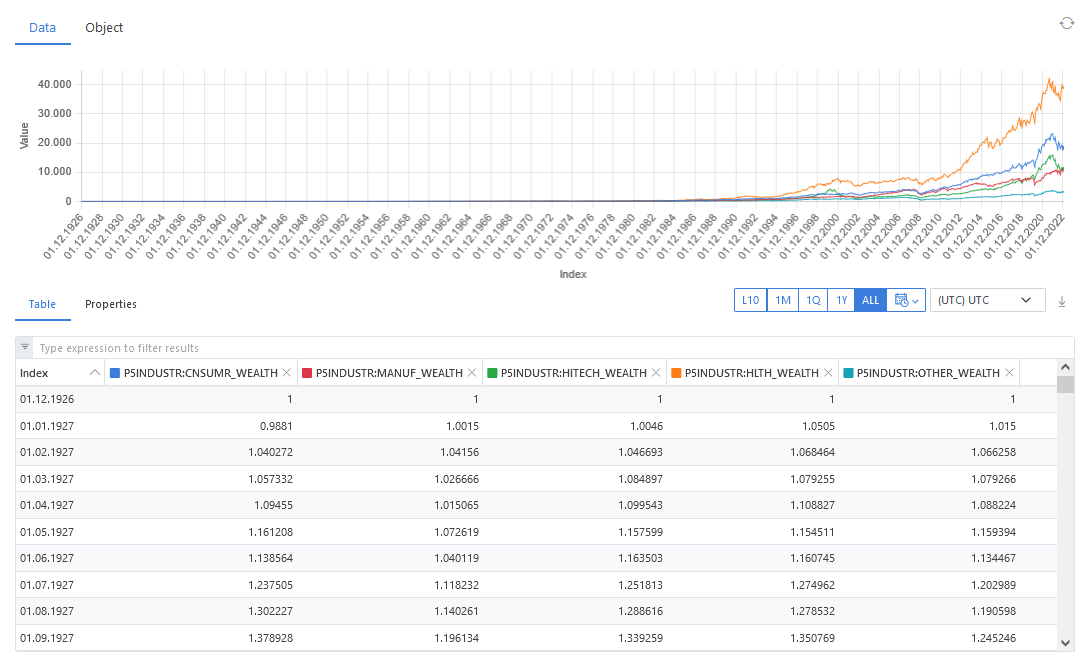 Data Object
40.000
30.000
20.000
10.000
0
Value
01.12.1926 01.12.1928 01.12.1930 01.12.1932 01.12.1934 01.12.1936 01.12.1938 01.12.1940 01.12.1942 01.12.1944 01.12.1946 01.12.1948 01.12.1950 01.12.1952 01.12.1954 01.12.1956 01.12.1958 01.12.1960 01.12.1962 01.12.1964 01.12.1966 01.12.1968 01.12.1970 01.12.1972 01.12.1974 01.12.1976 01.12.1978 01.12.1980 01.12.1982 01.12.1984 01.12.1986 01.12.1988 01.12.1990 01.12.1992 01.12.1994 01.12.1996 01.12.1998 01.12.2000 01.12.2002 01.12.2004 01.12.2006 01.12.2008 01.12.2010 01.12.2012 01.12.2014 01.12.2016 01.12.2018 01.12.2020 01.12.2022
Index
Table Properties L10 1M 1Q 1Y ALL (UTC) UTC
Type expression to filter results
Index P5INDUSTR:CNSUMR_WEALTH P5INDUSTR:MANUF_WEALTH P5INDUSTR:HITECH_WEALTH P5INDUSTR:HLTH_WEALTH P5INDUSTR:OTHER_WEALTH
01.12.1926 1 1 1 1 1
01.01.1927 0.9881 1.0015 1.0046 1.0505 1.015
01.02.1927 1.040272 1.04156 1.046693 1.068464 1.066258
01.03.1927 1.057332 1.026666 1.084897 1.079255 1.079266
01.04.1927 1.09455 1.015065 1.099543 1.108827 1.088224
01.05.1927 1.161208 1.072619 1.157599 1.154511 1.159394
01.06.1927 1.138564 1.040119 1.163503 1.160745 1.134467
01.07.1927 1.237505 1.118232 1.251813 1.274962 1.202989
01.08.1927 1.302227 1.140261 1.288616 1.278532 1.190598
01.09.1927 1.378928 1.196134 1.339259 1.350769 1.245246